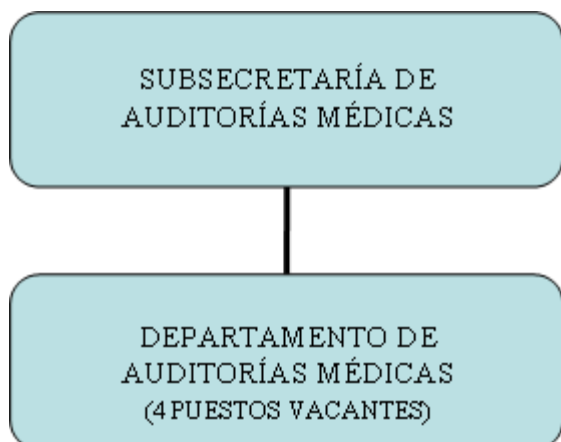 SUBSECRETARÍA DE
AUDITORÍAS MÉDICAS
DEPARTAMENTO DE
AUDITORÍAS MÉDICAS
(4 PUESTOS VACANTES)